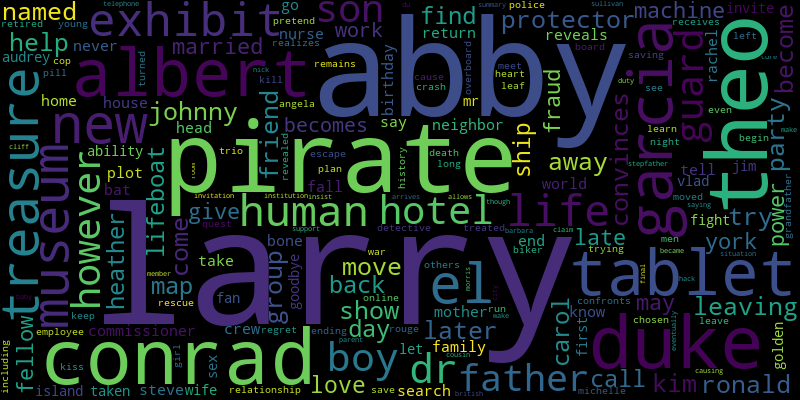 named
exhibit
son
find
protector
machine
invite
become
retired
young
go
nurse
work
return
reveals
rachel
receives
help
albert
abby
audrey
cop
never
married
pill
realizes
home
house
remains
pretend
telephone
police
board
left
summary
sullivan
saving
see
duty
even
treasure
museum
new
johnny
head
friend
becomes
birthday
say
mr
neighbor
cause
crash
heart
leaf
overboard
meet
kill
nick
angela
turned
fraud
garcia
guard
theo
party
learn
night
stepfather
tell
begin
make
cliff
ability
trio
plot
bat
fall
revealed
escape
plan
death
long
history
pirate
ship
away
convinces
world
vlad
jim
moved
power
grandfather
however
lifeboat
give
human
hotel
life
try
fight
men
became
saying
heather
come
group
bone
goodbye
larry
invitation
institution
insist
arrives
allows
though
support
quest
detective
treated
barbara
claim
war
biker
trying
late
end
york
chosen
confronts
leave
situation
hack
map
take
move
back
el
tablet
leaving
fellow
rescue
fan
others
online
show
day
later
mother
run
morris
know
first
carol
may
golden
commissioner
crew
regret
ending
rouge
family
employee
keep
girl
parent
let
cousin
call
kim
ronald
including
island
kiss
taken
conrad
steve
wife
sex
relationship
boy
love
dr
save
search
father
british
duke
michelle
final
causing
eventually
member